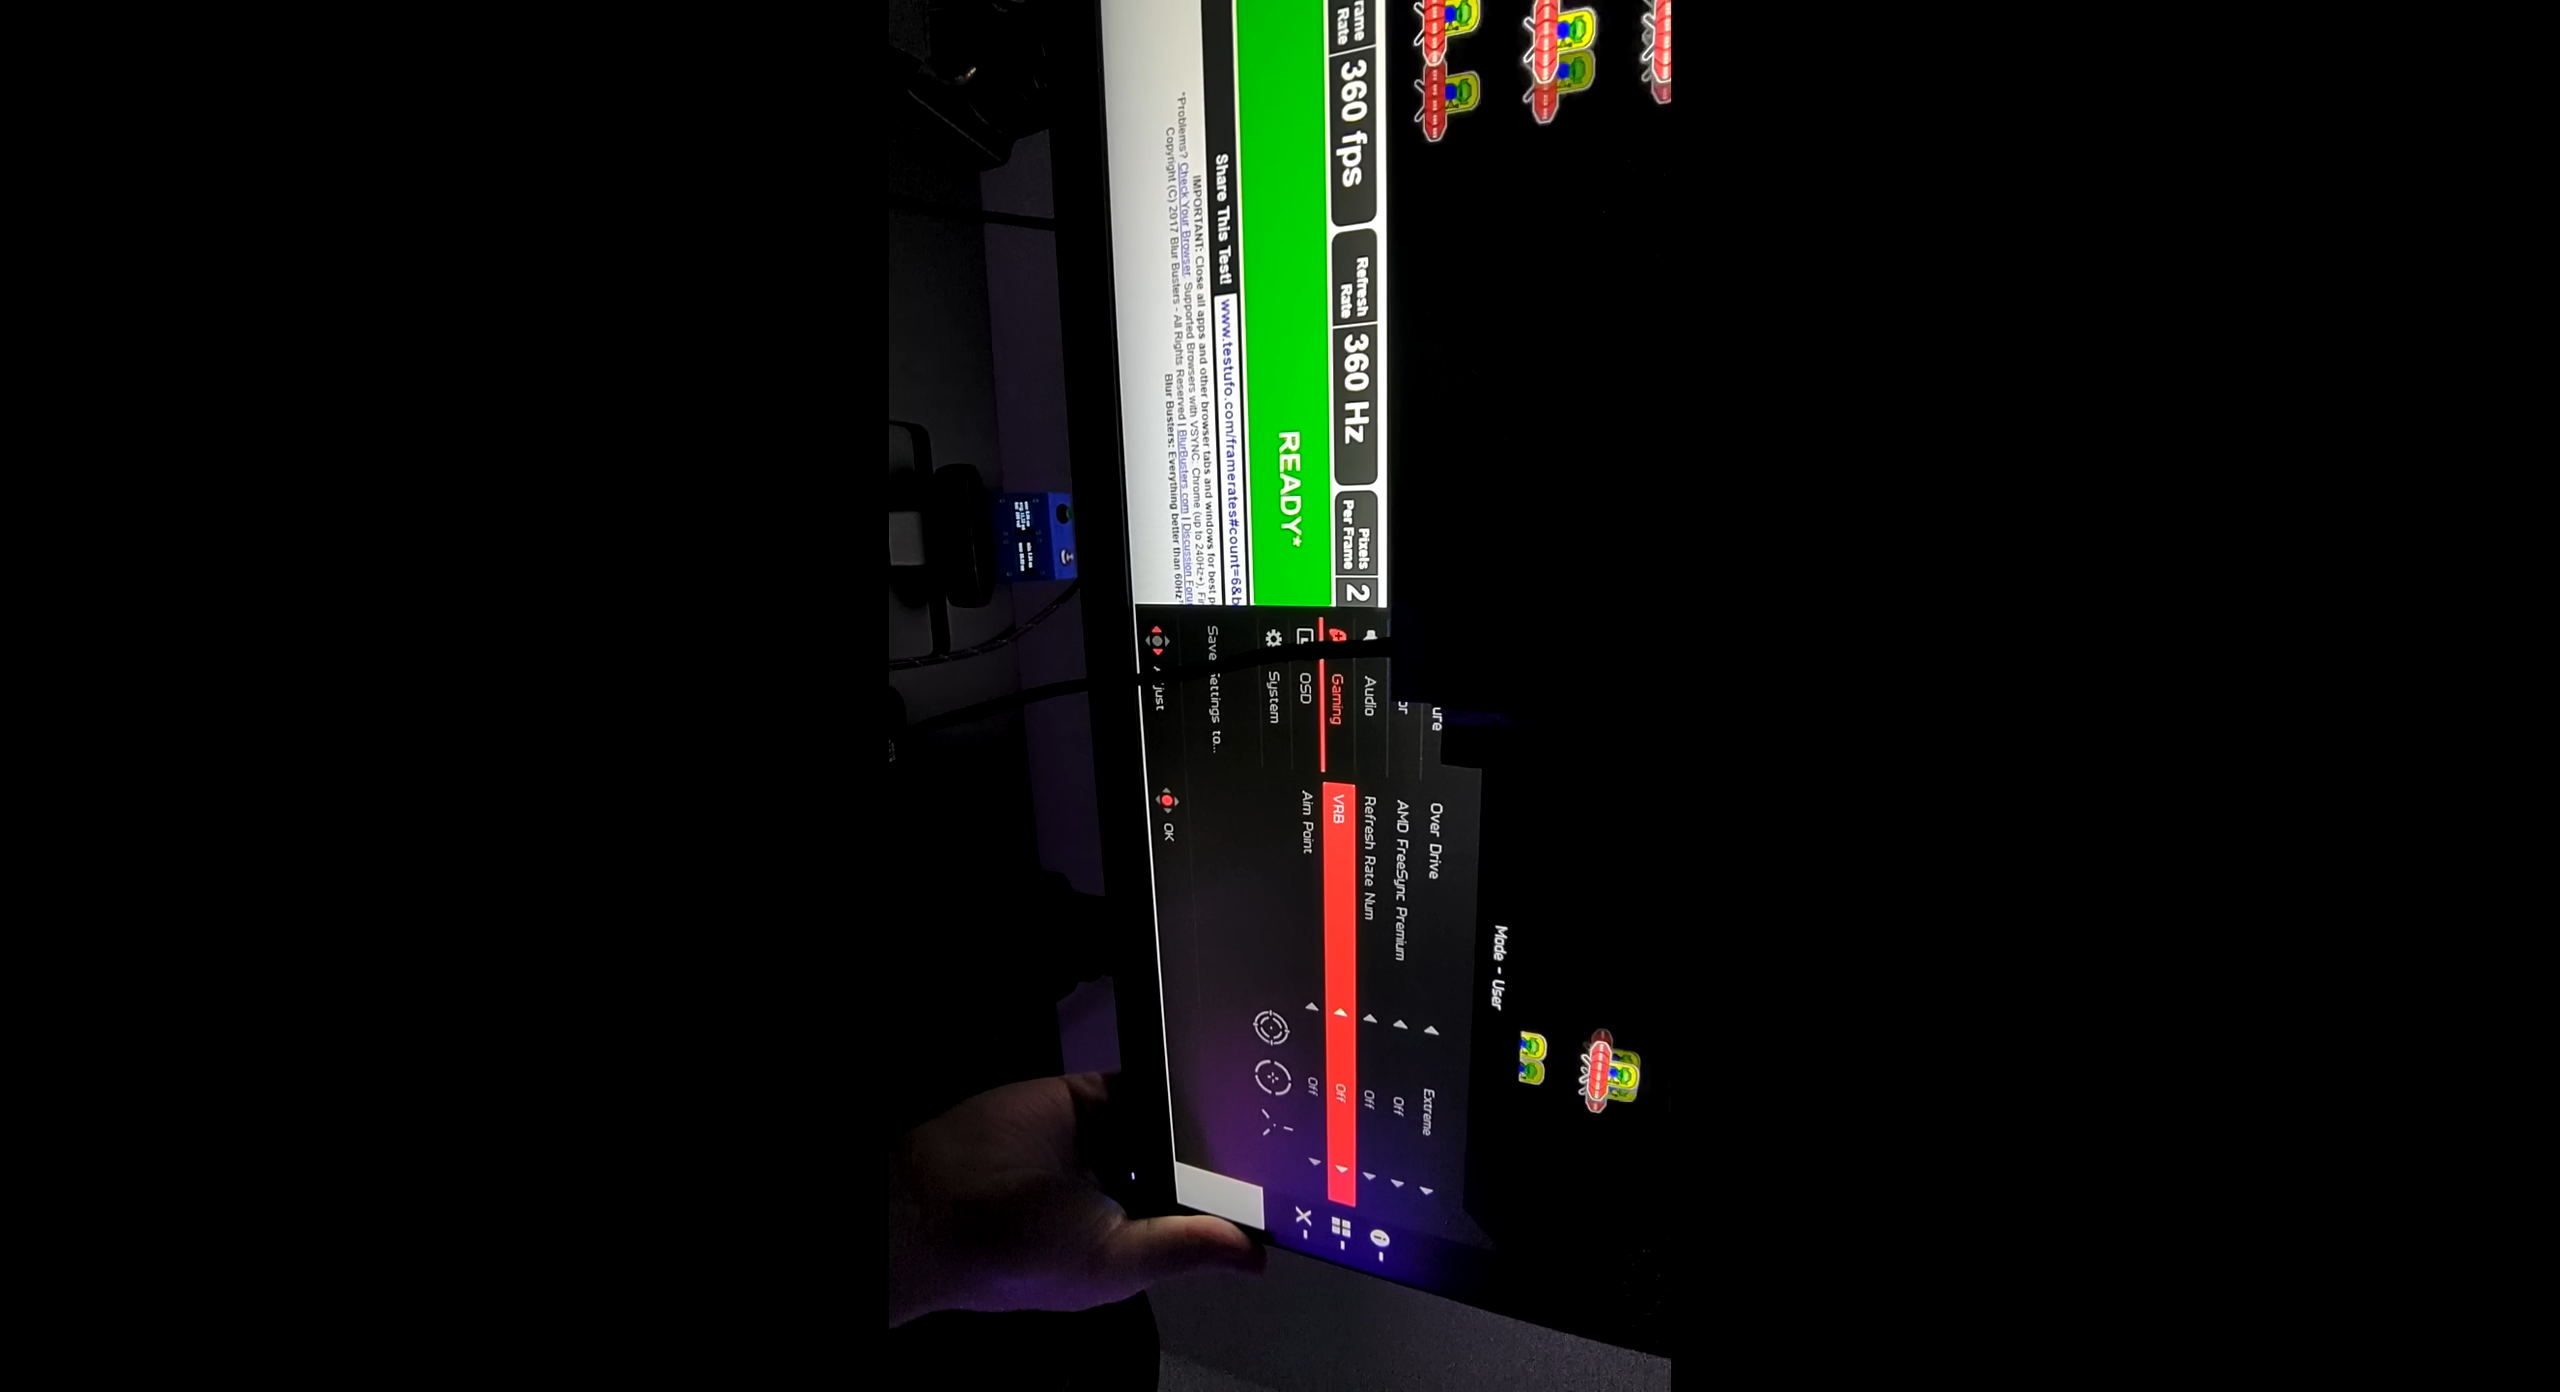 rame Rate 360 fps Refresh Rate 360 Hz Pixels Per Frame 2
READY*
Share This Test! www.testufo.com/framerates#count=6&b
IMPORTANT: Close all apps and other browser tabs and windows for best p
*Problems? Check Your Browser. Supported Browsers with VSYNC: Chrome (up to 240Hz+), Fir
Copyright (C) 2017 Blur Busters - All Rights Reserved | BlurBusters.com | Discussion Foru
Blur Busters: Everything better than 60Hz
Mode - User
ure
or
Audio
Gaming
OSD
System
Over Drive Extreme
AMD FreeSync Premium Off
Refresh Rate Num Off
VRB Off
Aim Point Off
Save ettings to...
just OK
i -
X -